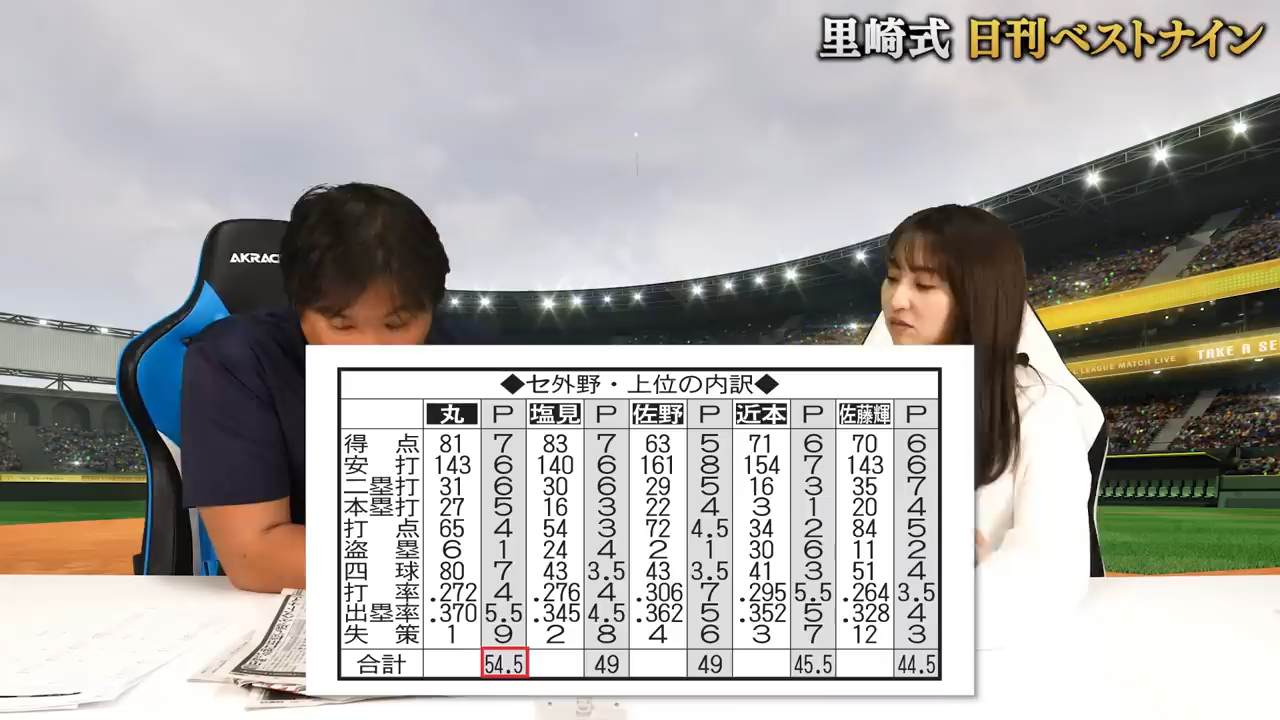 里崎式 日刊ベストナイン
AKRAC
TAKE A SE
LEAGUE MATCH LIVE
◆セ外野・上位の内訳◆
丸 P 塩見 P 佐野 P 近本 P 佐藤輝 P
得点 81 7 83 7 63 5 71 6 70 6
安打 143 6 140 6 161 8 154 7 143 6
二塁打 31 6 30 6 29 5 16 3 35 7
本塁打 27 5 16 3 22 4 3 1 20 4
打点 65 4 54 3 72 4.5 34 2 84 5
盗塁 6 1 24 4 2 1 30 6 11 2
四球 80 7 43 3.5 43 3.5 41 3 51 4
打率 .272 4 .276 4 .306 7 .295 5.5 .264 3.5
出塁率 .370 5.5 .345 4.5 .362 5 .352 5 .328 4
失策 1 9 2 8 4 6 3 7 12 3
合計 54.5 49 49 45.5 44.5